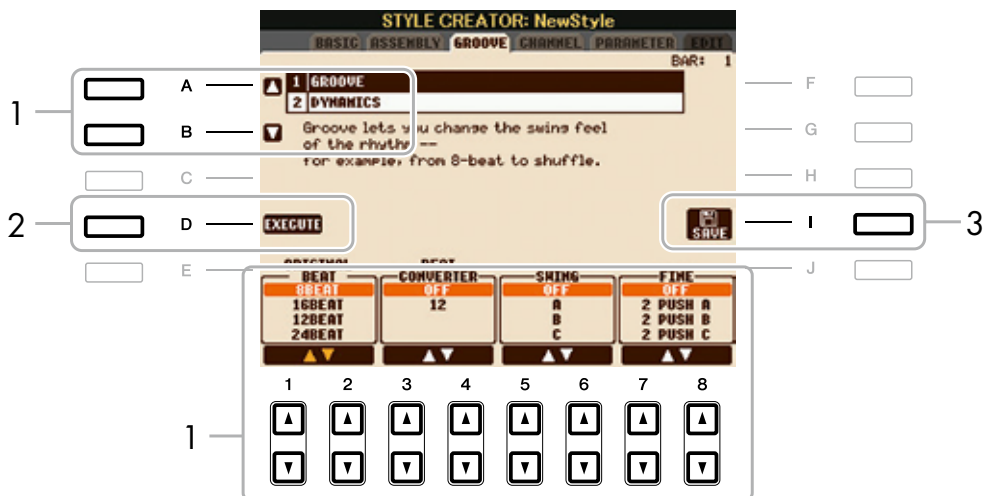 STYLE CREATOR: NewStyle
BASIC ASSEMBLY GROOVE CHANNEL PARAMETER EDIT
BAR: 1
1 GROOVE
2 DYNAMICS
Groove lets you change the swing feel
of the rhythm --
for example, from 8-beat to shuffle.
EXECUTE
SAVE
ORIGINAL BEAT
BEAT CONVERTER SWING FINE
8BEAT OFF OFF OFF
16BEAT 12 A 2 PUSH A
12BEAT B 2 PUSH B
24BEAT C 2 PUSH C
1 2 3 4 5 6 7 8
A
B
C
D
E
F
G
H
I
J
1
2
3
1